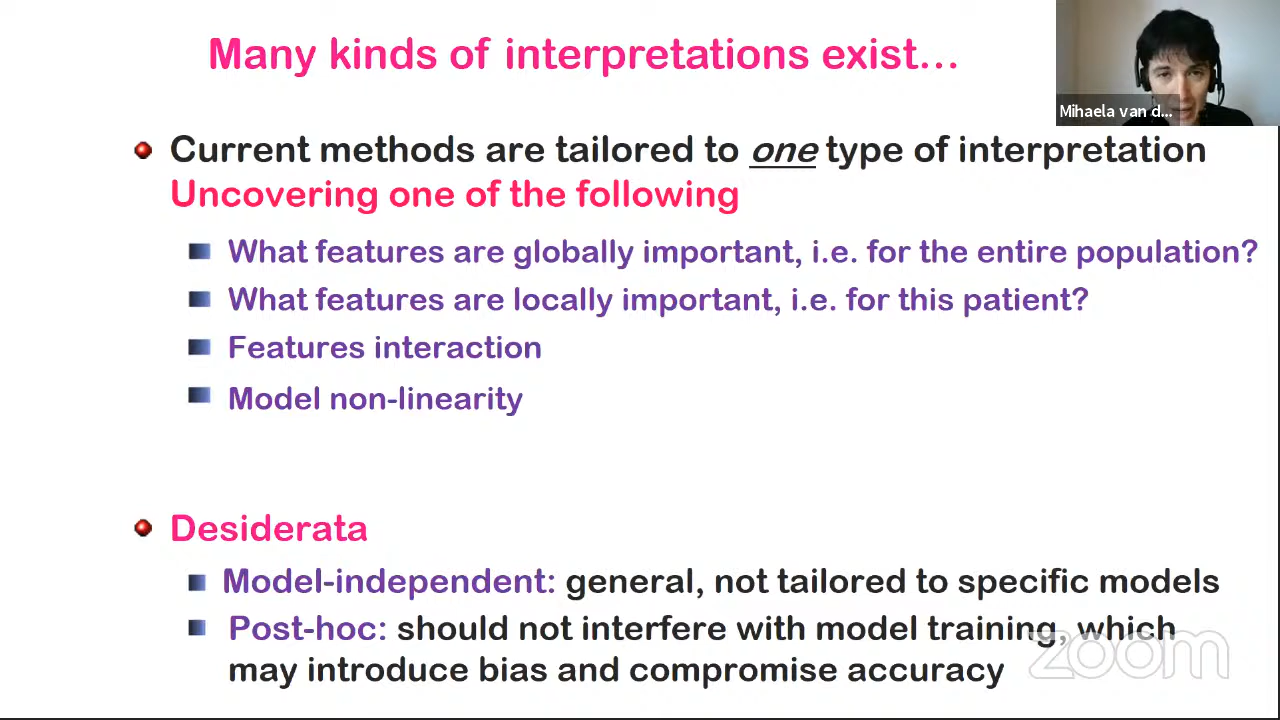 Many kinds of interpretations exist...
Mihaela van d...
Current methods are tailored to one type of interpretation
Uncovering one of the following
What features are globally important, i.e. for the entire population?
What features are locally important, i.e. for this patient?
Features interaction
Model non-linearity
Desiderata
Model-independent: general, not tailored to specific models
Post-hoc: should not interfere with model training, which
may introduce bias and compromise accuracy
zoom